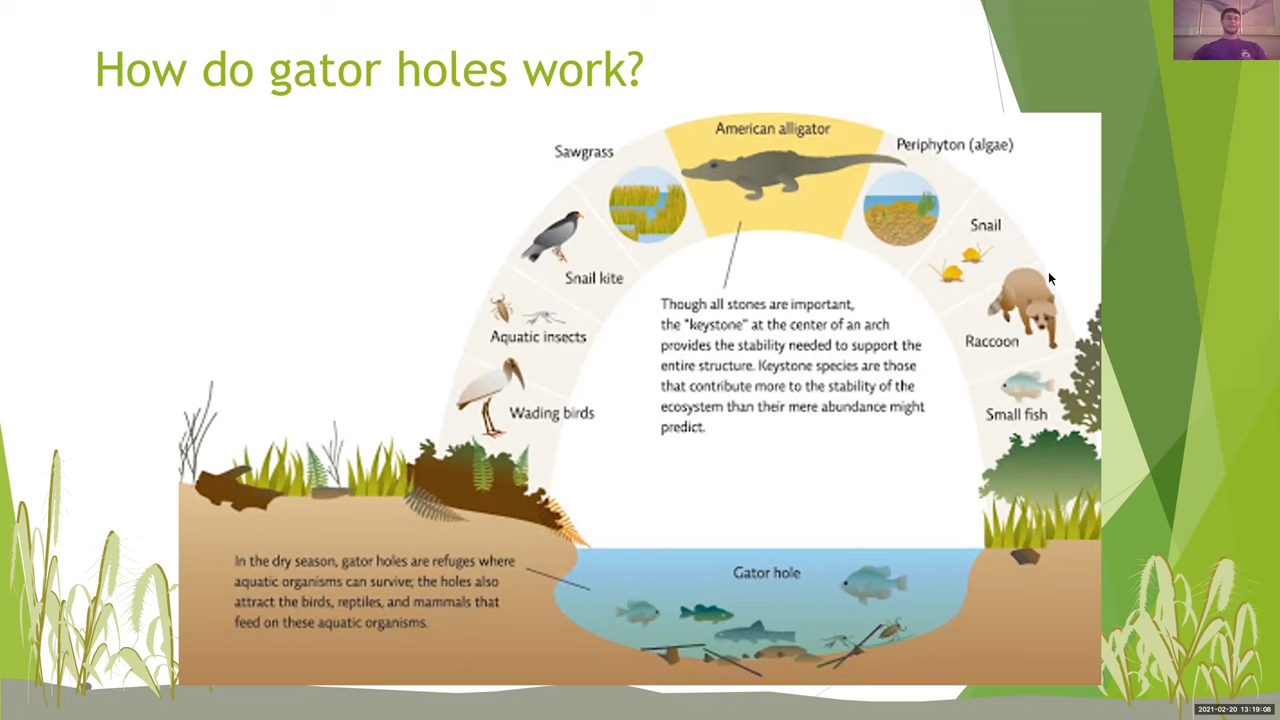 How do gator holes work?
American alligator
Sawgrass
Periphyton (algae)
Snail
Snail kite
Though all stones are important,
the "keystone" at the center of an arch
provides the stability needed to support the
entire structure. Keystone species are those
that contribute more to the stability of the
ecosystem than their mere abundance might
predict.
Aquatic insects
Raccoon
Wading birds
Small fish
In the dry season, gator holes are refuges where
aquatic organisms can survive; the holes also
attract the birds, reptiles, and mammals that
feed on these aquatic organisms.
Gator hole
2021-02-20 13:19:08